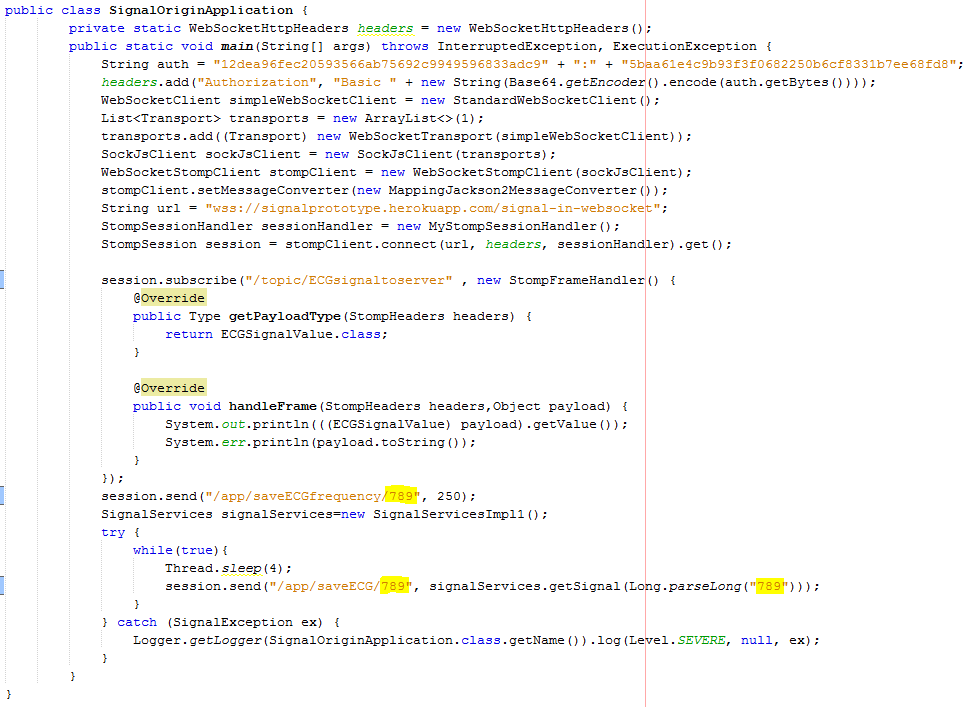 public class SignalOriginApplication {
private static WebSocketHttpHeaders headers = new WebSocketHttpHeaders();
public static void main(String[] args) throws InterruptedException, ExecutionException {
String auth = "12dea96fec20593566ab75692c9949596833adc9" + ":" + "5baa61e4c9b93f3f0682250b6cf8331b7ee68fd8";
headers.add("Authorization", "Basic " + new String(Base64.getEncoder().encode(auth.getBytes())));
WebSocketClient simpleWebSocketClient = new StandardWebSocketClient();
List<Transport> transports = new ArrayList<>(1);
transports.add((Transport) new WebSocketTransport(simpleWebSocketClient));
SockJsClient sockJsClient = new SockJsClient(transports);
WebSocketStompClient stompClient = new WebSocketStompClient(sockJsClient);
stompClient.setMessageConverter(new MappingJackson2MessageConverter());
String url = "wss://signalprototype.herokuapp.com/signal-in-websocket";
StompSessionHandler sessionHandler = new MyStompSessionHandler();
StompSession session = stompClient.connect(url, headers, sessionHandler).get();
session.subscribe("/topic/ECGsignaltoserver" , new StompFrameHandler() {
@Override
public Type getPayloadType(StompHeaders headers) {
return ECGSignalValue.class;
}
@Override
public void handleFrame(StompHeaders headers,Object payload) {
System.out.println(((ECGSignalValue) payload).getValue());
System.err.println(payload.toString());
}
});
session.send("/app/saveECGfrequency/789", 250);
SignalServices signalServices=new SignalServicesImpl1();
try {
while(true){
Thread.sleep(4);
session.send("/app/saveECG/789", signalServices.getSignal(Long.parseLong("789")));
}
} catch (SignalException ex) {
Logger.getLogger(SignalOriginApplication.class.getName()).log(Level.SEVERE, null, ex);
}
}
}